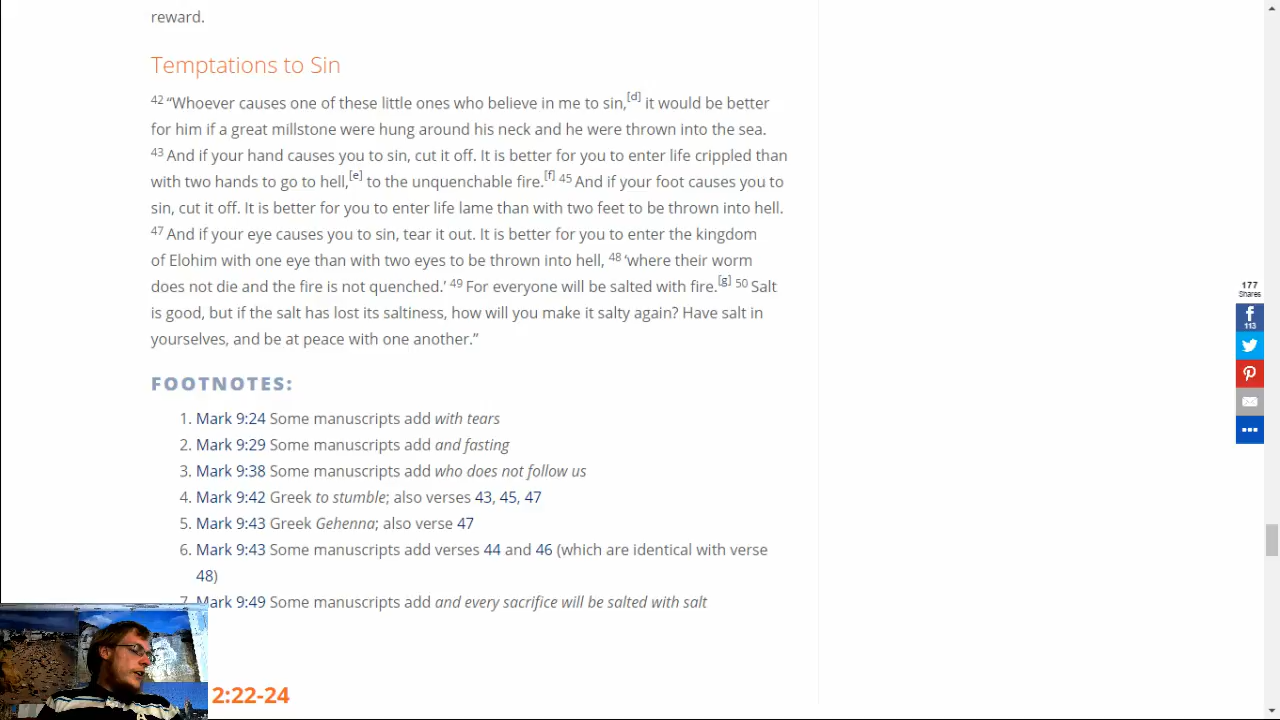 reward.
Temptations to Sin
42 “Whoever causes one of these little ones who believe in me to sin,[d] it would be better
for him if a great millstone were hung around his neck and he were thrown into the sea.
43 And if your hand causes you to sin, cut it off. It is better for you to enter life crippled than
with two hands to go to hell,[e] to the unquenchable fire.[f] 45 And if your foot causes you to
sin, cut it off. It is better for you to enter life lame than with two feet to be thrown into hell.
47 And if your eye causes you to sin, tear it out. It is better for you to enter the kingdom
of Elohim with one eye than with two eyes to be thrown into hell, 48 ‘where their worm
does not die and the fire is not quenched.’ 49 For everyone will be salted with fire.[g] 50 Salt
is good, but if the salt has lost its saltiness, how will you make it salty again? Have salt in
yourselves, and be at peace with one another.”
FOOTNOTES:
1. Mark 9:24 Some manuscripts add with tears
2. Mark 9:29 Some manuscripts add and fasting
3. Mark 9:38 Some manuscripts add who does not follow us
4. Mark 9:42 Greek to stumble; also verses 43, 45, 47
5. Mark 9:43 Greek Gehenna; also verse 47
6. Mark 9:43 Some manuscripts add verses 44 and 46 (which are identical with verse
48)
7. Mark 9:49 Some manuscripts add and every sacrifice will be salted with salt
2:22-24
177
Shares
113